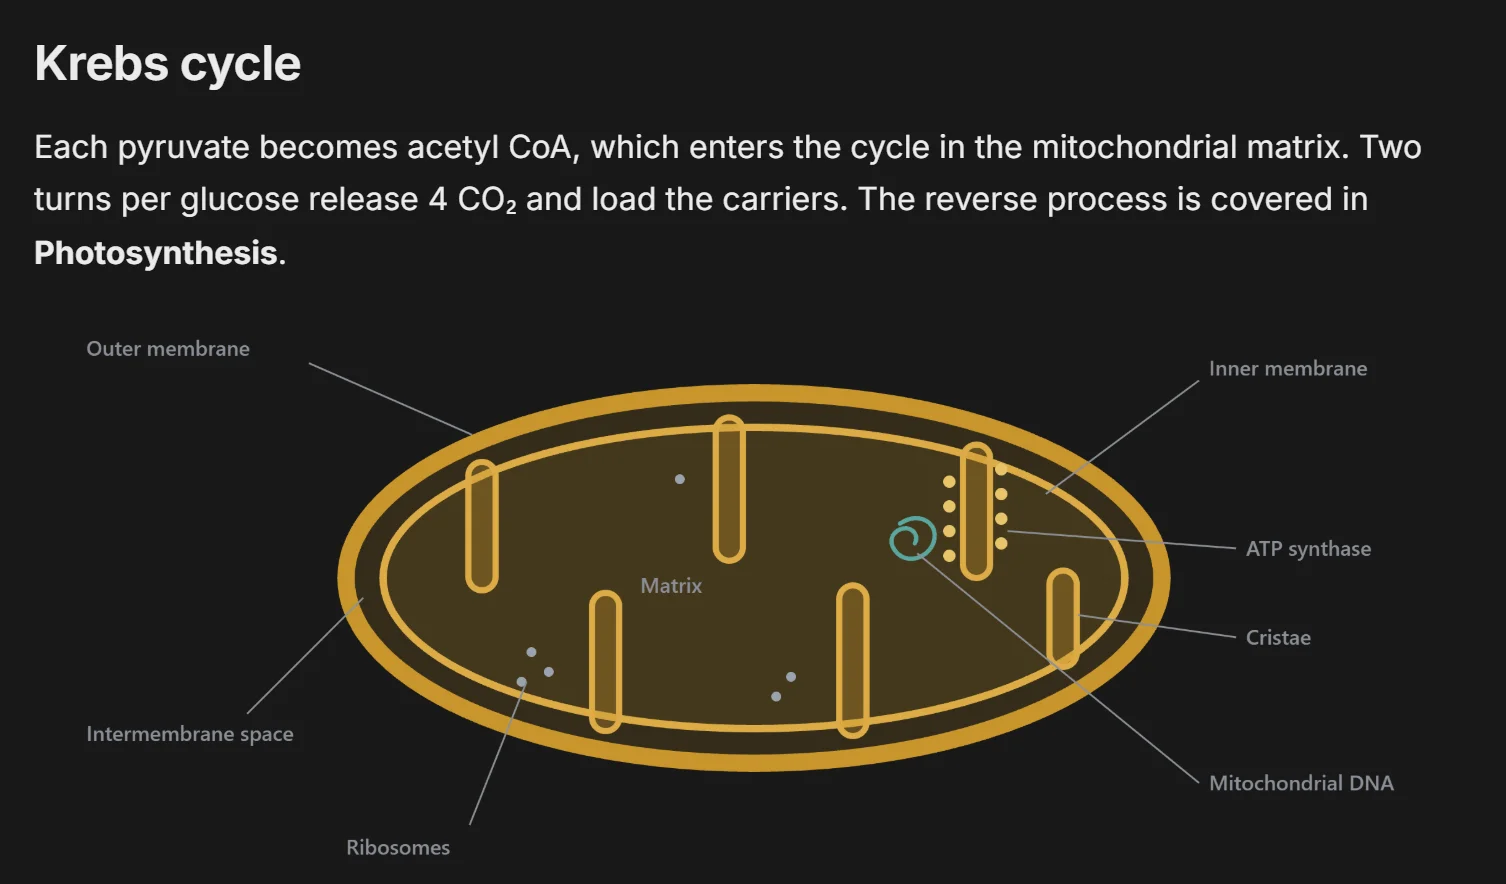 Krebs cycle
Each pyruvate becomes acetyl CoA, which enters the cycle in the mitochondrial matrix. Two
turns per glucose release 4 CO₂ and load the carriers. The reverse process is covered in
Photosynthesis.
Outer membrane
Inner membrane
ATP synthase
Matrix
Cristae
Intermembrane space
Mitochondrial DNA
Ribosomes